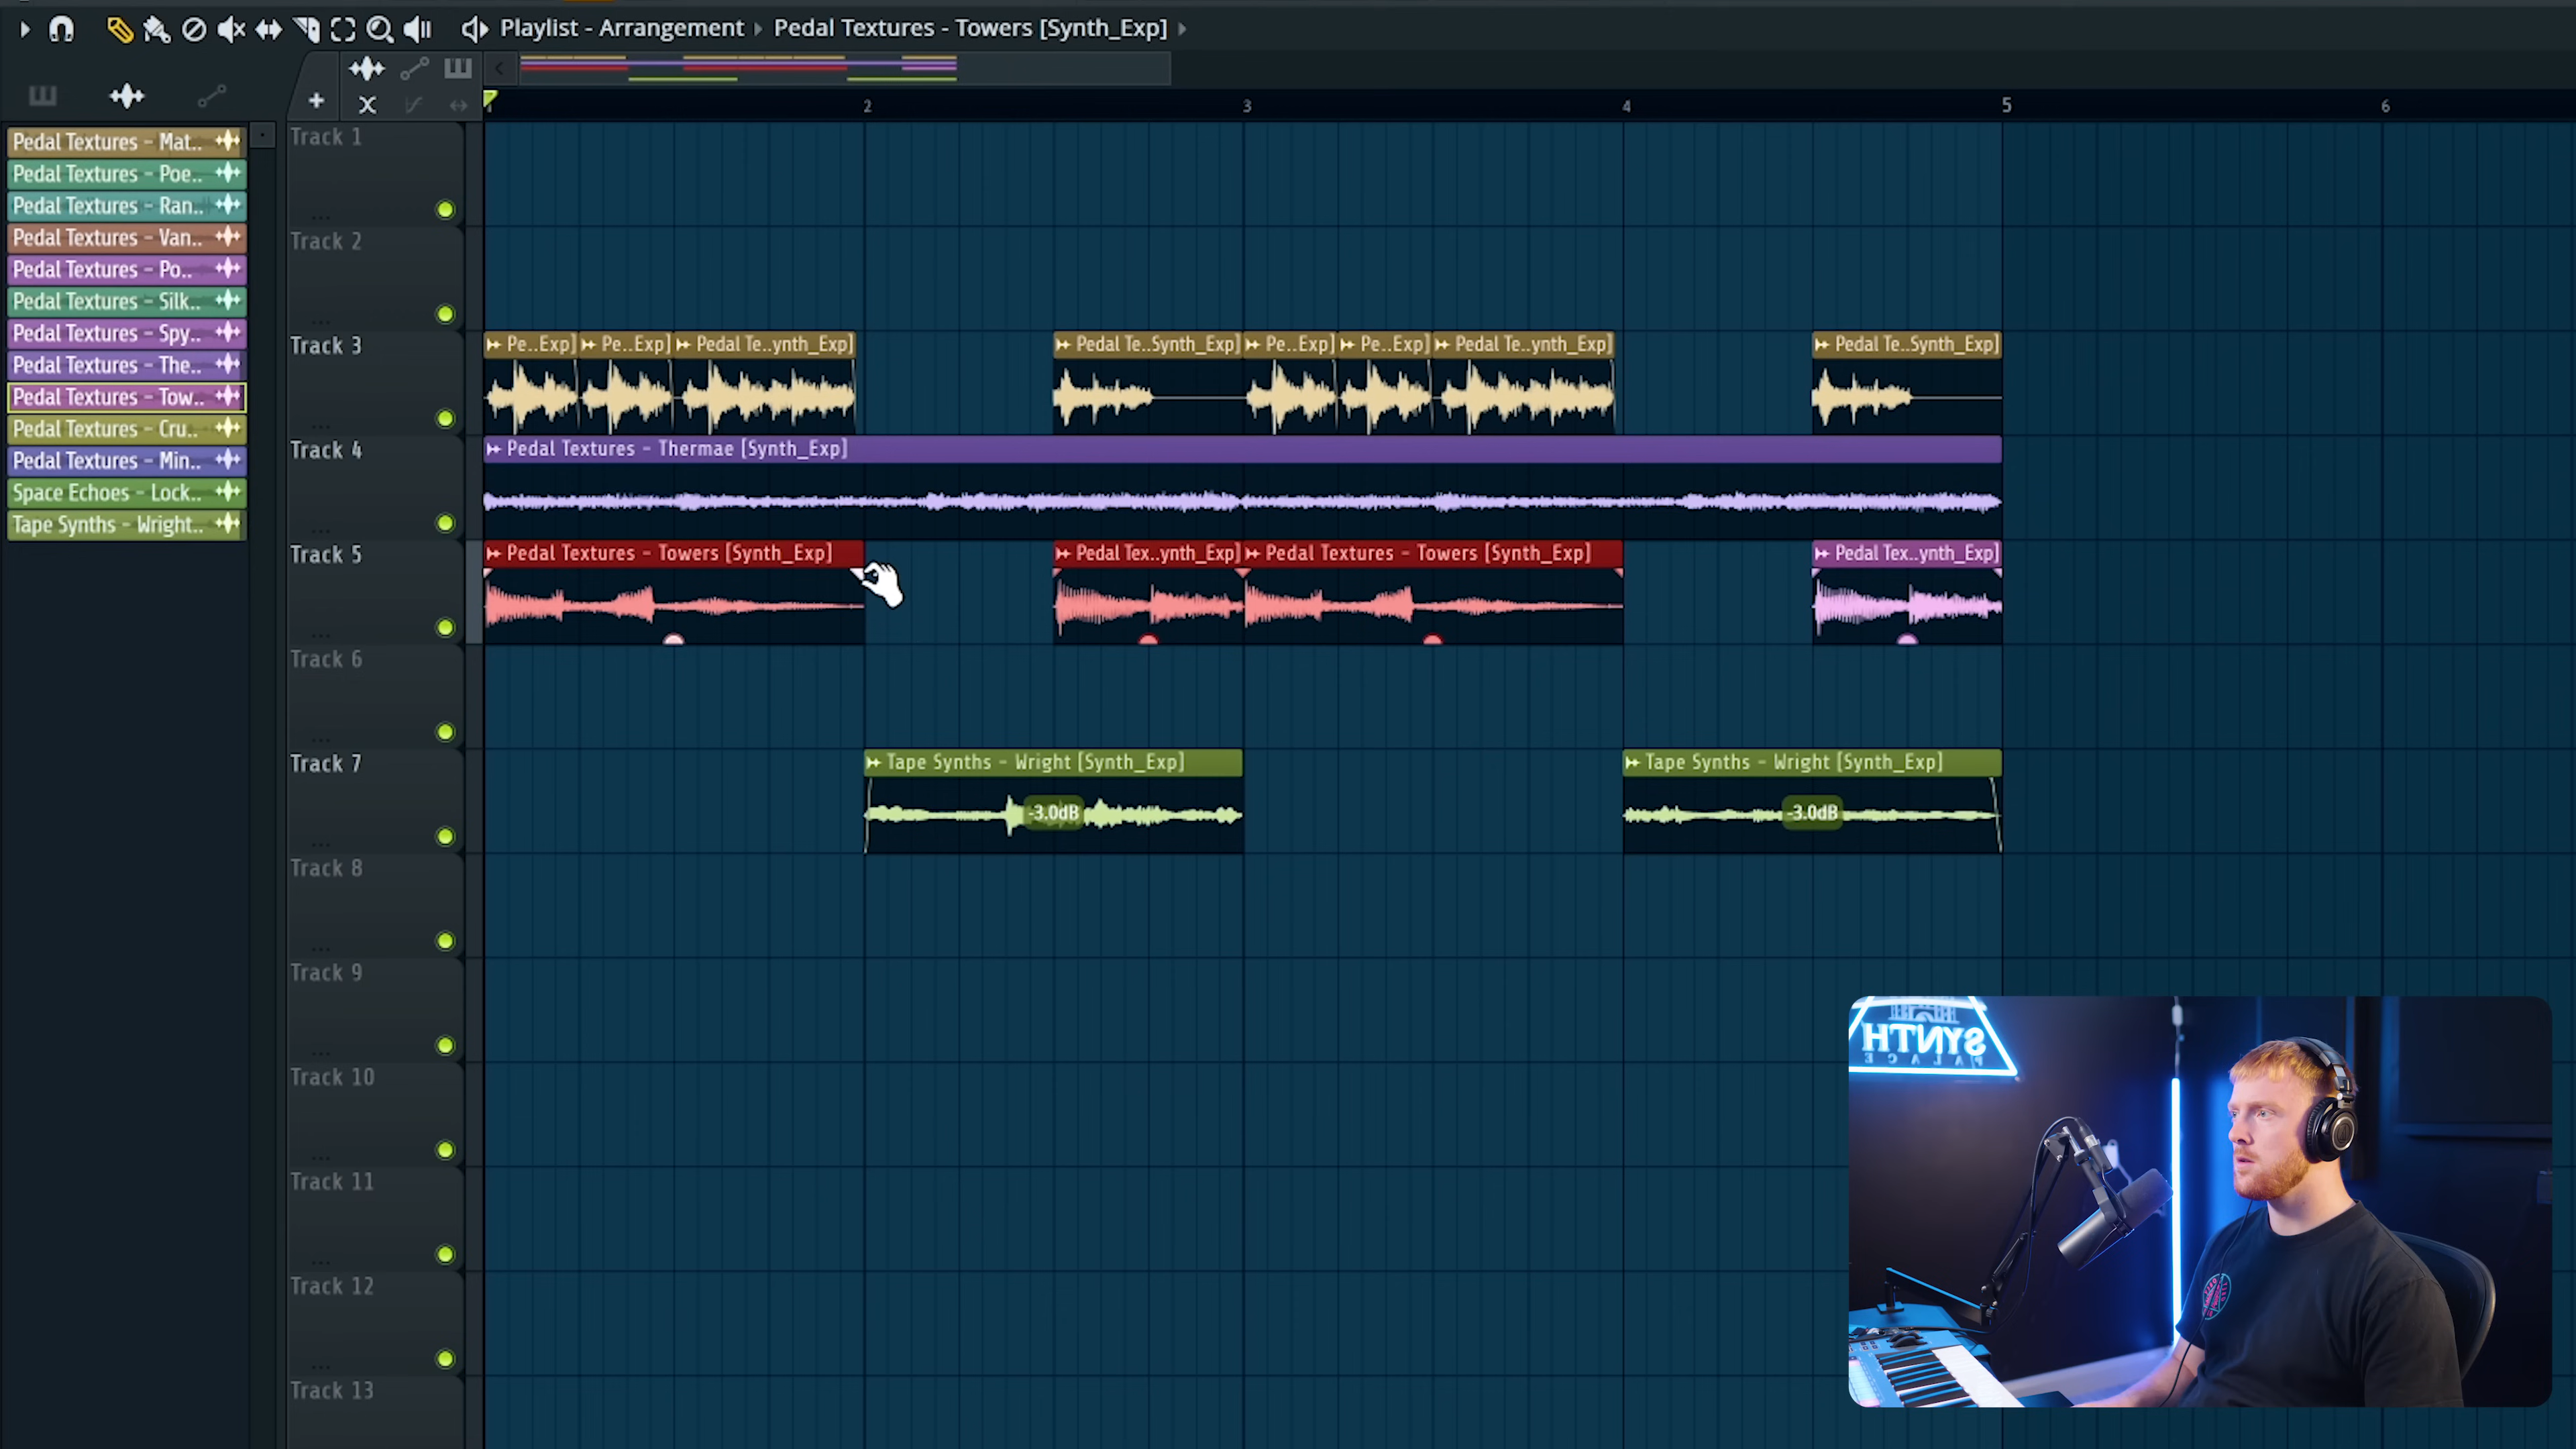 Playlist - Arrangement › Pedal Textures - Towers [Synth_Exp] ›
2 3 4 5 6
Pedal Textures - Mat..
Pedal Textures - Poe..
Pedal Textures - Ran..
Pedal Textures - Van..
Pedal Textures - Po..
Pedal Textures - Silk..
Pedal Textures - Spy..
Pedal Textures - The..
Pedal Textures - Tow..
Pedal Textures - Cru..
Pedal Textures - Min..
Space Echoes - Lock..
Tape Synths - Wright..
Track 1
Track 2
Track 3
Pe..Exp] Pe..Exp] Pedal Te..ynth_Exp] Pedal Te..Synth_Exp] Pe..Exp] Pe..Exp] Pedal Te..ynth_Exp] Pedal Te..Synth_Exp]
Track 4
Pedal Textures - Thermae [Synth_Exp]
Track 5
Pedal Textures - Towers [Synth_Exp] Pedal Tex..ynth_Exp] Pedal Textures - Towers [Synth_Exp] Pedal Tex..ynth_Exp]
Track 6
Track 7
Tape Synths - Wright [Synth_Exp] Tape Synths - Wright [Synth_Exp]
-3.0dB -3.0dB
Track 8
Track 9
Track 10
Track 11
Track 12
Track 13
SYNTH
PALACE